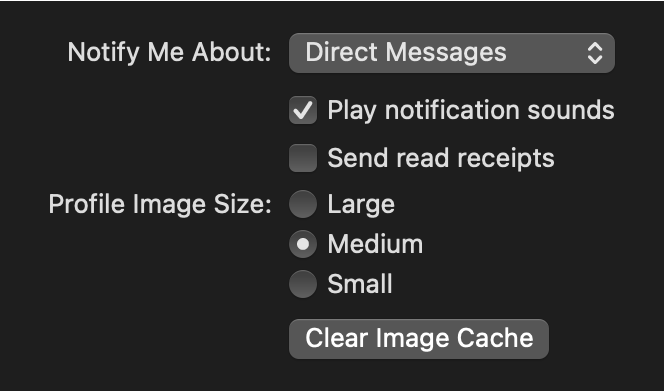 Notify Me About: Direct Messages
Play notification sounds
Send read receipts
Profile Image Size: Large
Medium
Small
Clear Image Cache